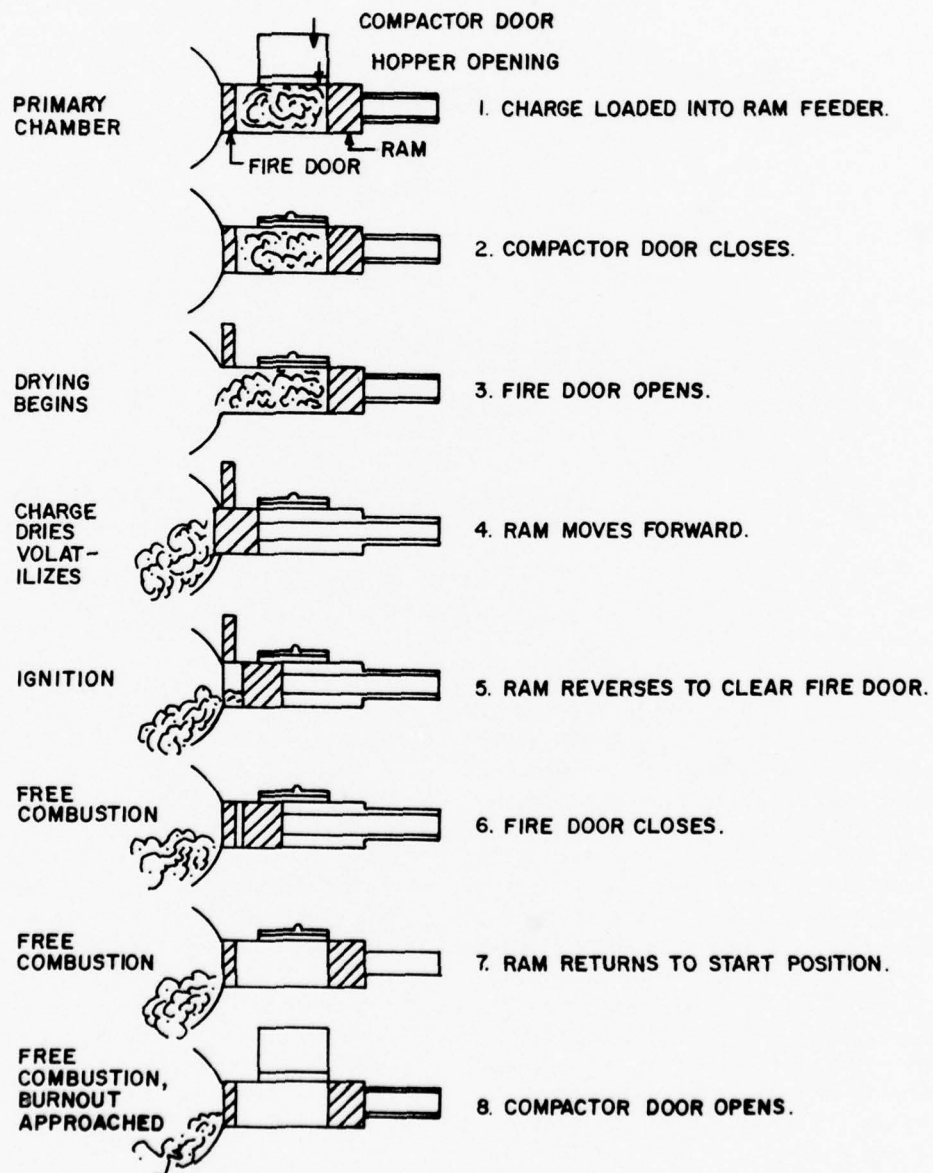 COMPACTOR DOOR
HOPPER OPENING
PRIMARY
CHAMBER
1. CHARGE LOADED INTO RAM FEEDER.
RAM
FIRE DOOR
2. COMPACTOR DOOR CLOSES.
DRYING
BEGINS
3. FIRE DOOR OPENS.
CHARGE
DRIES
VOLAT-
ILIZES
4. RAM MOVES FORWARD.
IGNITION
5. RAM REVERSES TO CLEAR FIRE DOOR.
FREE
COMBUSTION
6. FIRE DOOR CLOSES.
FREE
COMBUSTION
7. RAM RETURNS TO START POSITION.
FREE
COMBUSTION,
BURNOUT
APPROACHED
8. COMPACTOR DOOR OPENS.